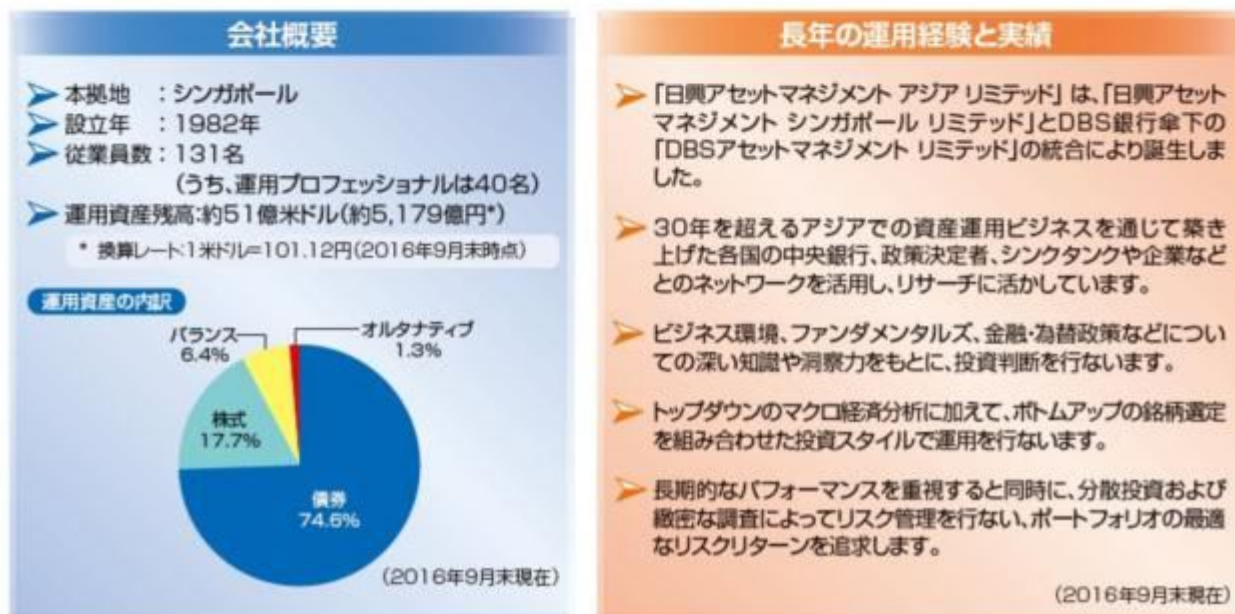 会社概要
本拠地 ：シンガポール
設立年 ：1982年
従業員数：131名
(うち、運用プロフェッショナルは40名)
運用資産残高:約51億米ドル(約5,179億円*)
* 換算レート:1米ドル=101.12円(2016年9月末時点)
運用資産の内訳
バランス
6.4%
オルタナティブ
1.3%
株式
17.7%
債券
74.6%
(2016年9月末現在)
長年の運用経験と実績
「日興アセットマネジメント アジア リミテッド」は、「日興アセット
マネジメント シンガポール リミテッド」とDBS銀行傘下の
「DBSアセットマネジメント リミテッド」の統合により誕生しま
した。
30年を超えるアジアでの資産運用ビジネスを通じて築き
上げた各国の中央銀行、政策決定者、シンクタンクや企業など
とのネットワークを活用し、リサーチに活かしています。
ビジネス環境、ファンダメンタルズ、金融・為替政策などについ
ての深い知識や洞察力をもとに、投資判断を行ないます。
トップダウンのマクロ経済分析に加えて、ボトムアップの銘柄選定
を組み合わせた投資スタイルで運用を行ないます。
長期的なパフォーマンスを重視すると同時に、分散投資および
緻密な調査によってリスク管理を行ない、ポートフォリオの最適
なリスクリターンを追求します。
(2016年9月末現在)